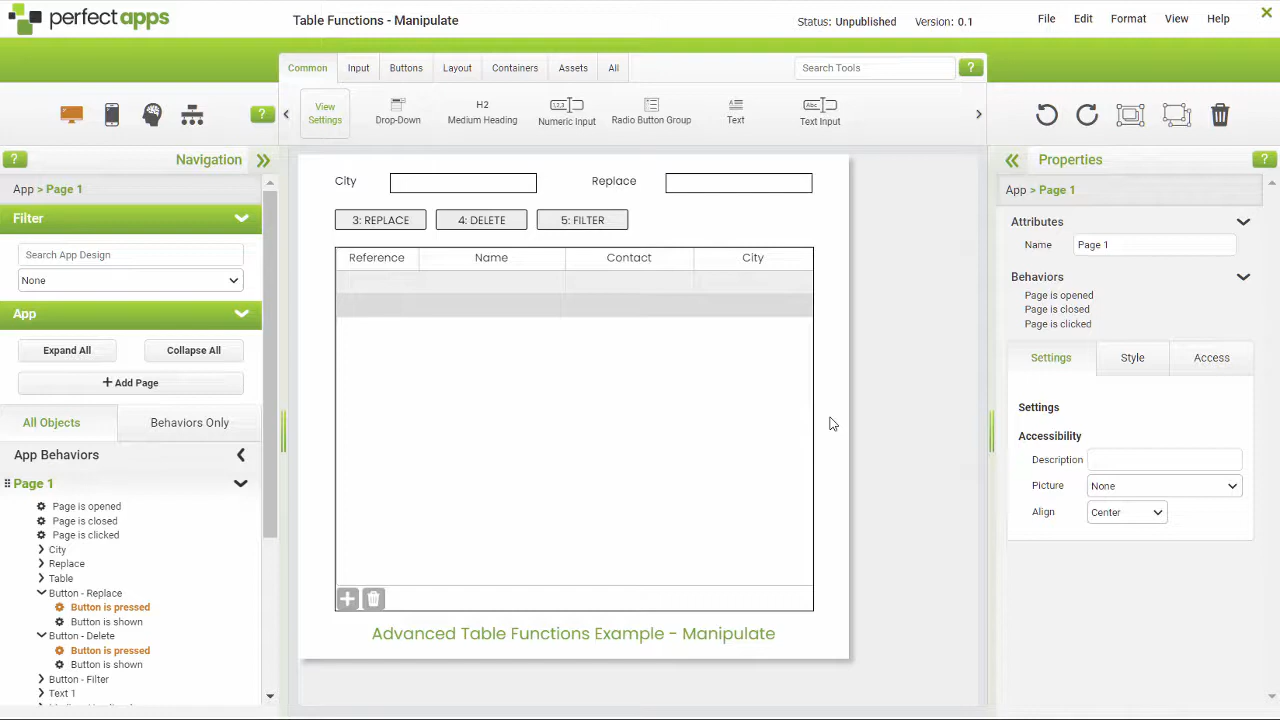 perfectapps
Table Functions - Manipulate
Status: Unpublished
Version: 0.1
File
Edit
Format
View
Help
Common
Input
Buttons
Layout
Containers
Assets
All
Search Tools
?
?
View
Settings
Drop-Down
H2
Medium Heading
123
Numeric Input
Radio Button Group
Text
Abc
Text Input
?
Navigation
App > Page 1
Filter
Search App Design
None
App
Expand All
Collapse All
Add Page
All Objects
Behaviors Only
App Behaviors
Page 1
Page is opened
Page is closed
Page is clicked
City
Replace
Table
Button - Replace
Button is pressed
Button is shown
Button - Delete
Button is pressed
Button is shown
Button - Filter
Text 1
City
Replace
3: REPLACE
4: DELETE
5: FILTER
Reference
Name
Contact
City
Advanced Table Functions Example - Manipulate
Properties
?
App > Page 1
Attributes
Name
Page 1
Behaviors
Page is opened
Page is closed
Page is clicked
Settings
Style
Access
Settings
Accessibility
Description
Picture
None
Align
Center